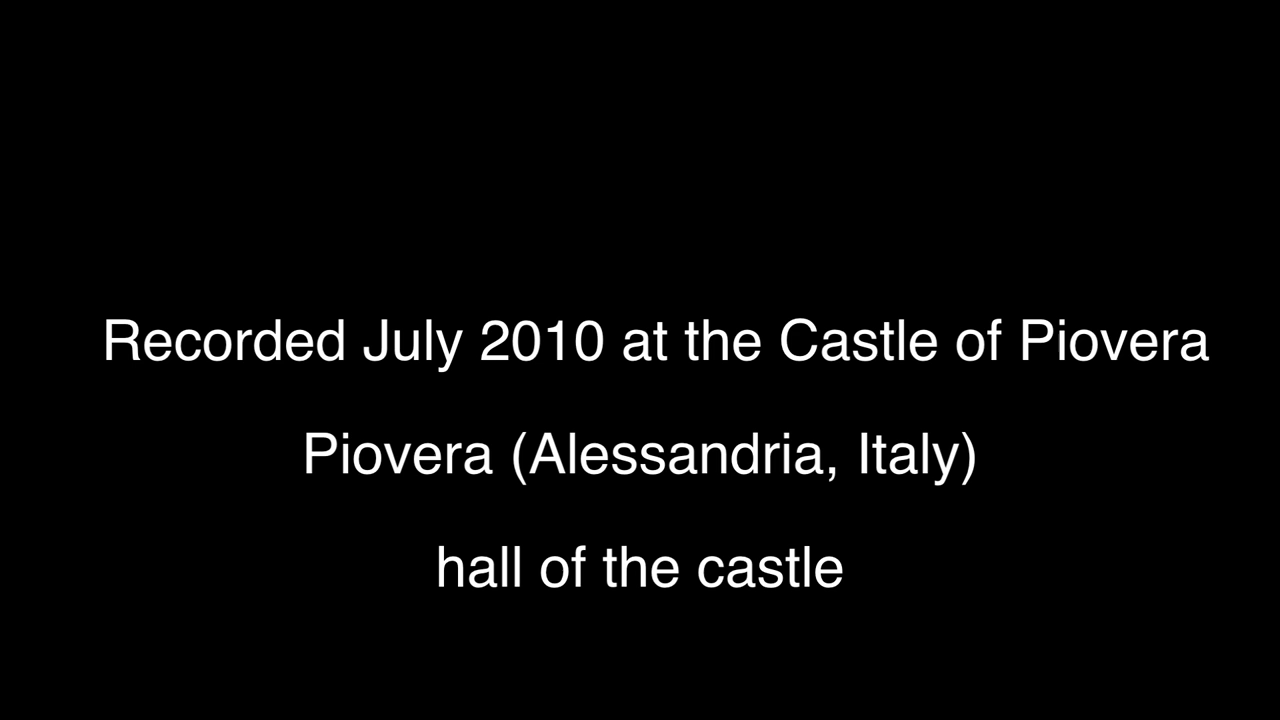 Recorded July 2010 at the Castle of Piovera
Piovera (Alessandria, Italy)
hall of the castle